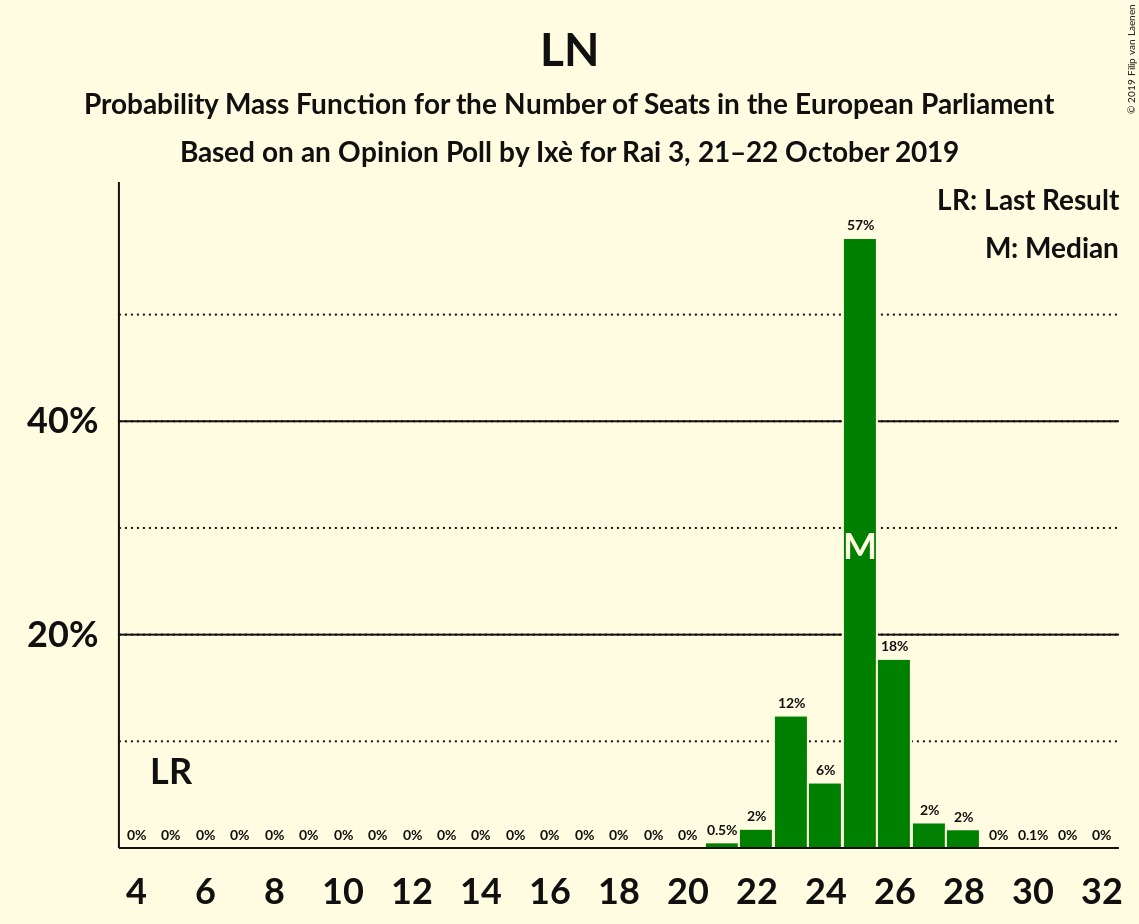 LN
Probability Mass Function for the Number of Seats in the European Parliament
Based on an Opinion Poll by Ixè for Rai 3, 21–22 October 2019
© 2019 Filip van Laenen
LR: Last Result
M: Median
57%
40%
M
20%
18%
12%
LR
6%
0% 0% 0% 0% 0% 0% 0% 0% 0% 0% 0% 0% 0% 0% 0% 0% 0% 0.5% 2% 2% 2% 0% 0.1% 0% 0%
4 6 8 10 12 14 16 18 20 22 24 26 28 30 32